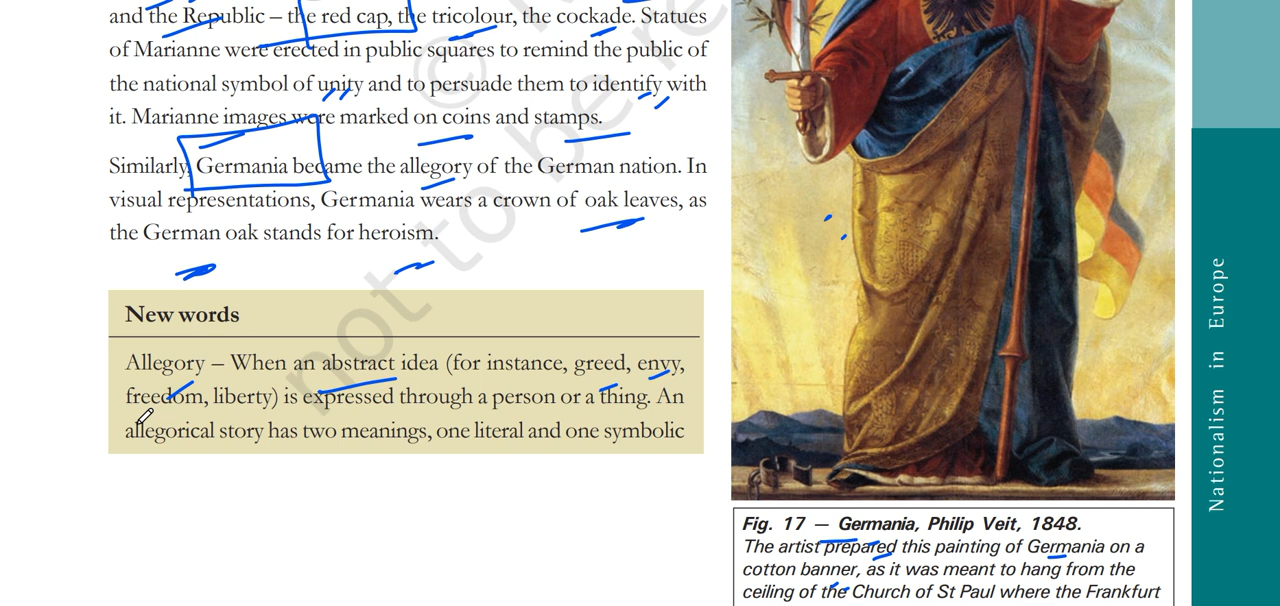 and the Republic – the red cap, the tricolour, the cockade. Statues
of Marianne were erected in public squares to remind the public of
the national symbol of unity and to persuade them to identify with
it. Marianne images were marked on coins and stamps.
Similarly, Germania became the allegory of the German nation. In
visual representations, Germania wears a crown of oak leaves, as
the German oak stands for heroism.
New words
Allegory – When an abstract idea (for instance, greed, envy,
freedom, liberty) is expressed through a person or a thing. An
allegorical story has two meanings, one literal and one symbolic
© not to be re
Fig. 17 — Germania, Philip Veit, 1848.
The artist prepared this painting of Germania on a
cotton banner, as it was meant to hang from the
ceiling of the Church of St Paul where the Frankfurt
Nationalism in Europe